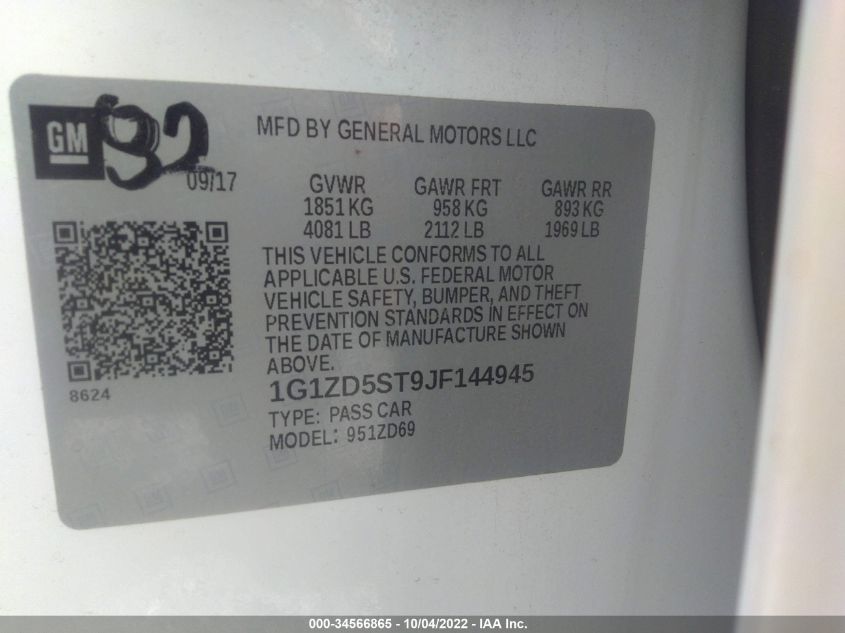 GM
92
MFD BY GENERAL MOTORS LLC
09/17
GVWR GAWR FRT GAWR RR
1851 KG 958 KG 893 KG
4081 LB 2112 LB 1969 LB
THIS VEHICLE CONFORMS TO ALL
APPLICABLE U.S. FEDERAL MOTOR
VEHICLE SAFETY, BUMPER, AND THEFT
PREVENTION STANDARDS IN EFFECT ON
THE DATE OF MANUFACTURE SHOWN
ABOVE.
8624
1G1ZD5ST9JF144945
TYPE: PASS CAR
MODEL: 951ZD69
000-34566865 - 10/04/2022 - IAA Inc.